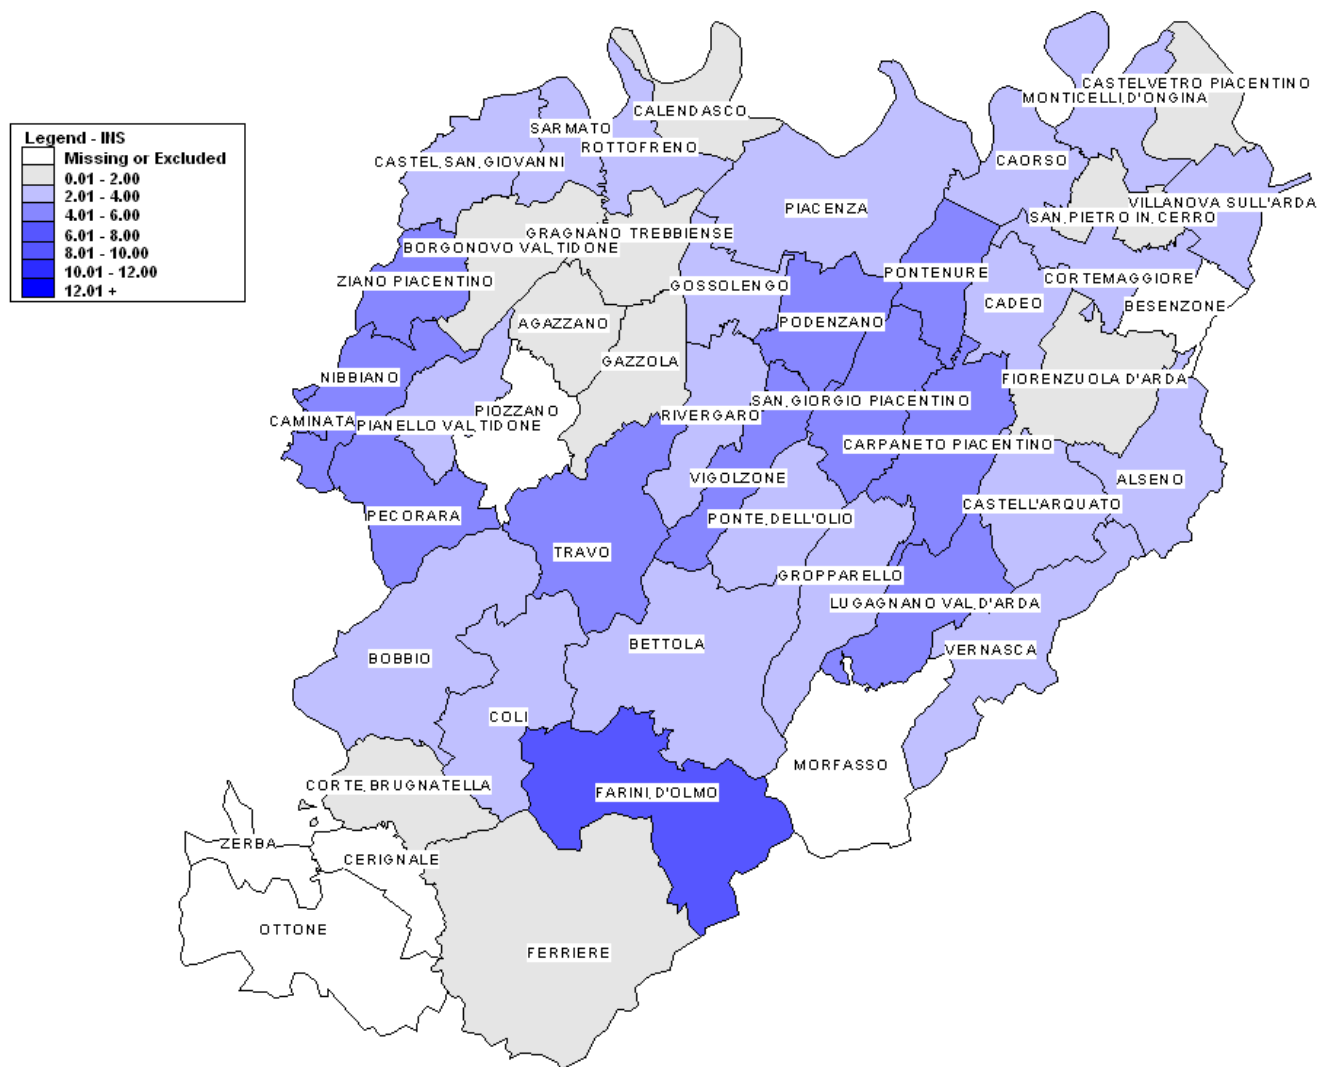 Legend - INS
Missing or Excluded
0.01 - 2.00
2.01 - 4.00
4.01 - 6.00
6.01 - 8.00
8.01 - 10.00
10.01 - 12.00
12.01 +
CASTELVETRO PIACENTINO
MONTICELLI.D'ONGINA
CALENDASCO
SARMATO
ROTTOFRENO
CASTEL.SAN.GIOVANNI
CAORSO
VILLANOVA SULL'ARDA
PIACENZA
SAN.PIETRO IN.CERRO
GRAGNANO TREBBIENSE
BORGONOVO VAL.TIDONE
ZIANO PIACENTINO
PONTENURE
CORTEMAGGIORE
GOSSOLENGO
CADEO
BESENZONE
PODENZANO
AGAZZANO
GAZZOLA
NIBBIANO
FIORENZUOLA D'ARDA
SAN.GIORGIO PIACENTINO
PIOZZANO
RIVERGARO
CAMINATA
PIANELLO VAL.TIDONE
CARPANETO PIACENTINO
VIGOLZONE
ALSENO
CASTELL'ARQUATO
PECORARA
PONTE.DELL'OLIO
TRAVO
GROPPARELLO
LUGAGNANO VAL.D'ARDA
BETTOLA
VERNASCA
BOBBIO
COLI
MORFASSO
CORTE.BRUGNATELLA
FARINI.D'OLMO
ZERBA
CERIGNALE
OTTONE
FERRIERE